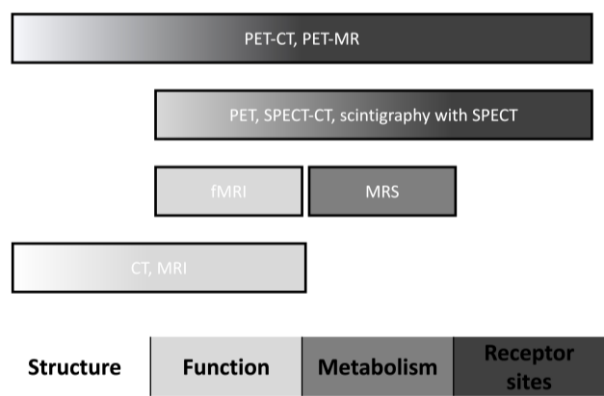 PET-CT, PET-MR
PET, SPECT-CT, scintigraphy with SPECT
fMRI
MRS
CT, MRI
Structure
Function
Metabolism
Receptor
sites